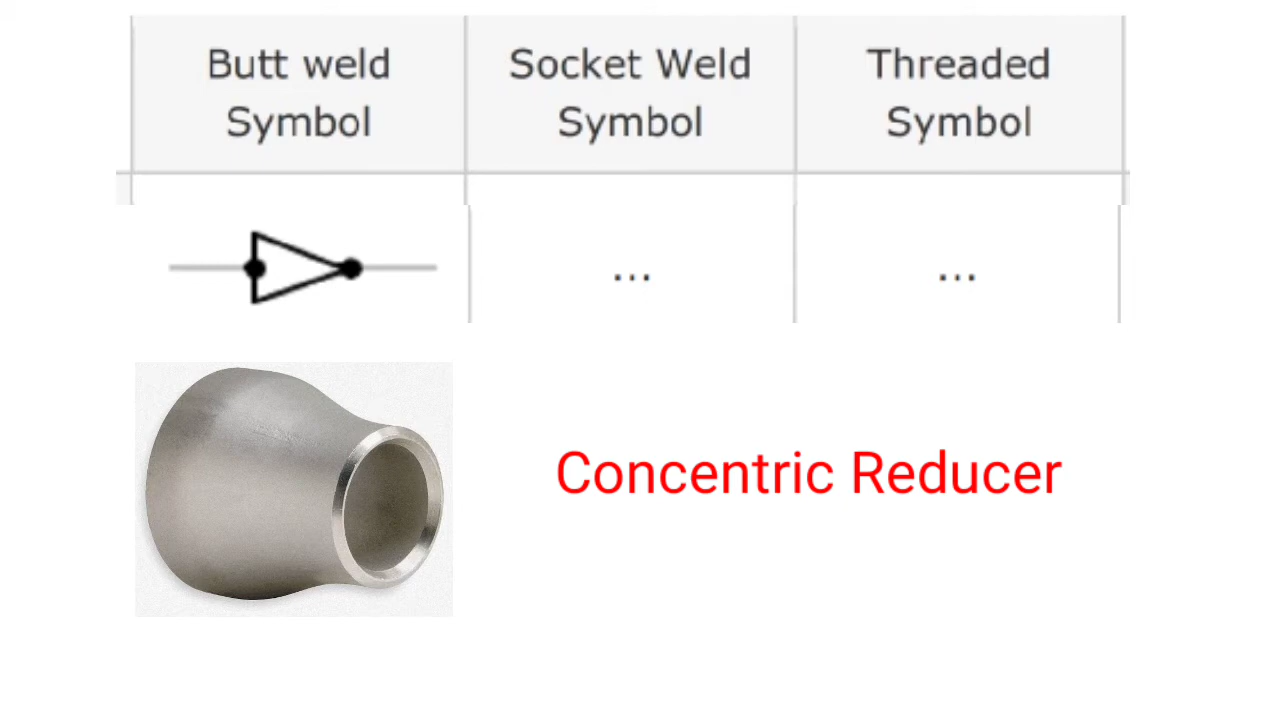 Butt weld Symbol
Socket Weld Symbol
Threaded Symbol
...
...
Concentric Reducer